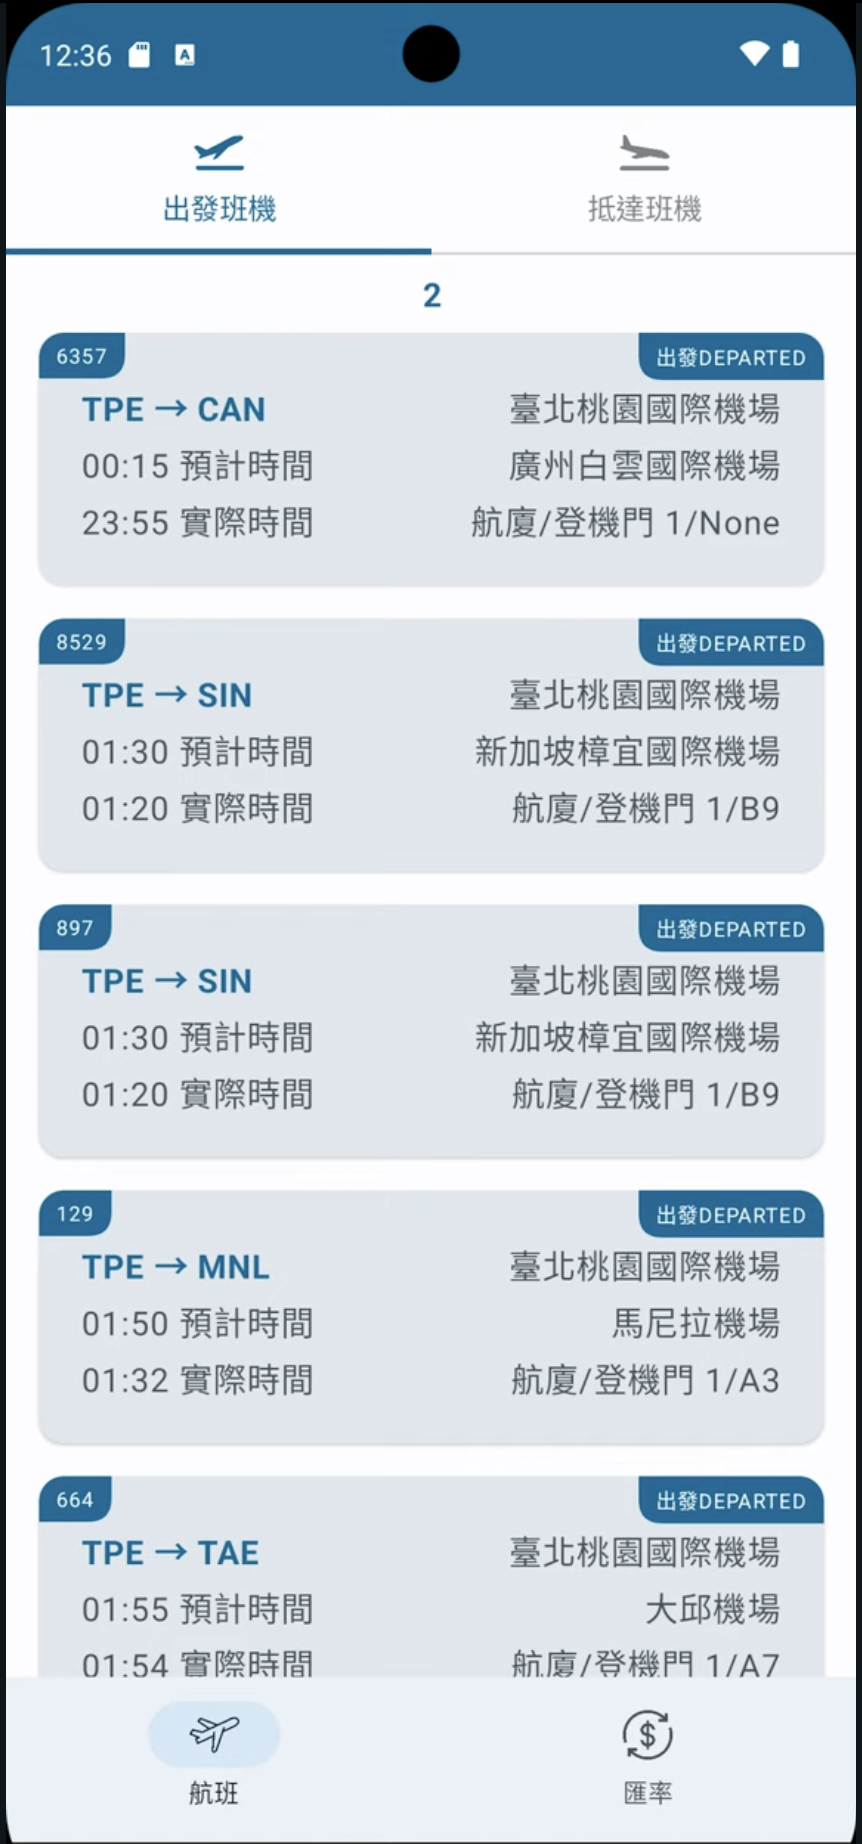 12:36
A
出發班機
抵達班機
2
6357
出發DEPARTED
TPE → CAN
臺北桃園國際機場
00:15 預計時間
廣州白雲國際機場
23:55 實際時間
航廈/登機門 1/None
8529
出發DEPARTED
TPE → SIN
臺北桃園國際機場
01:30 預計時間
新加坡樟宜國際機場
01:20 實際時間
航廈/登機門 1/B9
897
出發DEPARTED
TPE → SIN
臺北桃園國際機場
01:30 預計時間
新加坡樟宜國際機場
01:20 實際時間
航廈/登機門 1/B9
129
出發DEPARTED
TPE → MNL
臺北桃園國際機場
01:50 預計時間
馬尼拉機場
01:32 實際時間
航廈/登機門 1/A3
664
出發DEPARTED
TPE → TAE
臺北桃園國際機場
01:55 預計時間
大邱機場
01:54 實際時間
航廈/登機門 1/A7
航班
匯率